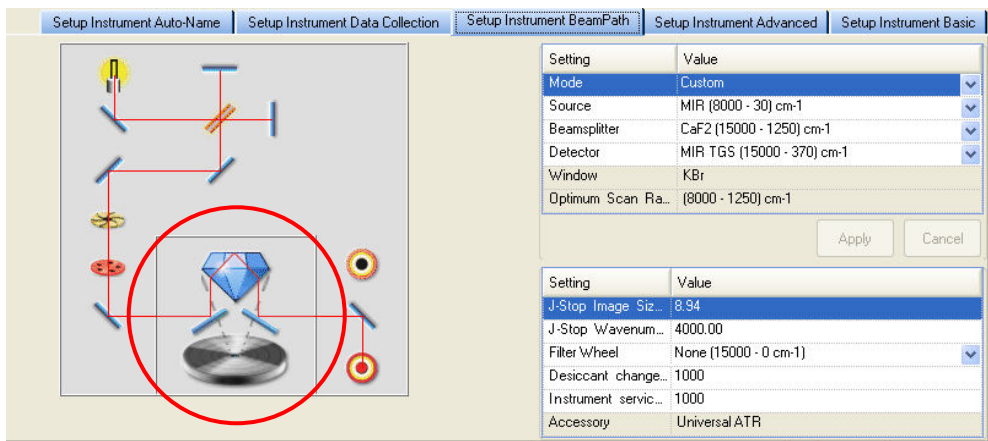 Setup Instrument Auto-Name Setup Instrument Data Collection Setup Instrument BeamPath Setup Instrument Advanced Setup Instrument Basic
Setting Value
Mode Custom
Source MIR (8000 - 30) cm-1
Beamsplitter CaF2 (15000 - 1250) cm-1
Detector MIR TGS (15000 - 370) cm-1
Window KBr
Optimum Scan Ra... (8000 - 1250) cm-1
Apply Cancel
Setting Value
J-Stop Image Siz... 8.94
J-Stop Wavenum... 4000.00
Filter Wheel None (15000 - 0 cm-1)
Desiccant change... 1000
Instrument servic... 1000
Accessory Universal ATR